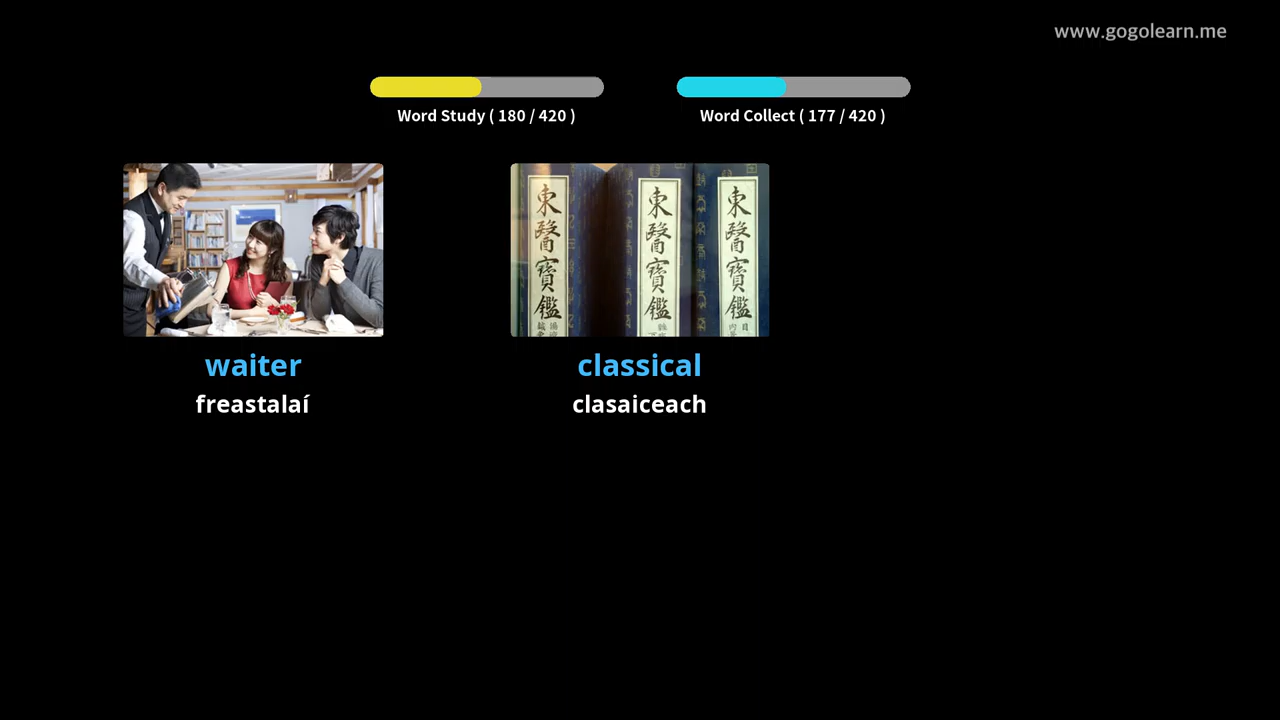 www.gogolearn.me
Word Study ( 180 / 420 )
Word Collect ( 177 / 420 )
東醫寶鑑
東醫寶鑑
東醫寶鑑
waiter
classical
freastalaí
clasaiceach